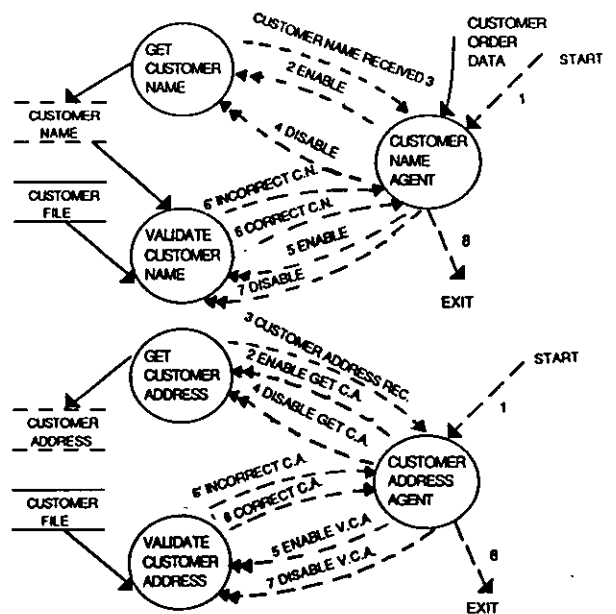 GET
CUSTOMER
NAME
CUSTOMER NAME RECEIVED 3
2 ENABLE
4 DISABLE
CUSTOMER
ORDER
DATA
START
1
CUSTOMER
NAME
CUSTOMER
NAME
AGENT
CUSTOMER
FILE
VALIDATE
CUSTOMER
NAME
6' INCORRECT C.N.
6 CORRECT C.N.
5 ENABLE
7 DISABLE
8
EXIT
GET
CUSTOMER
ADDRESS
3 CUSTOMER ADDRESS REC.
2 ENABLE GET C.A.
4 DISABLE GET C.A.
START
1
CUSTOMER
ADDRESS
CUSTOMER
ADDRESS
AGENT
CUSTOMER
FILE
VALIDATE
CUSTOMER
ADDRESS
6' INCORRECT C.A.
6 CORRECT C.A.
5 ENABLE V.C.A
7 DISABLE V.C.A.
8
EXIT